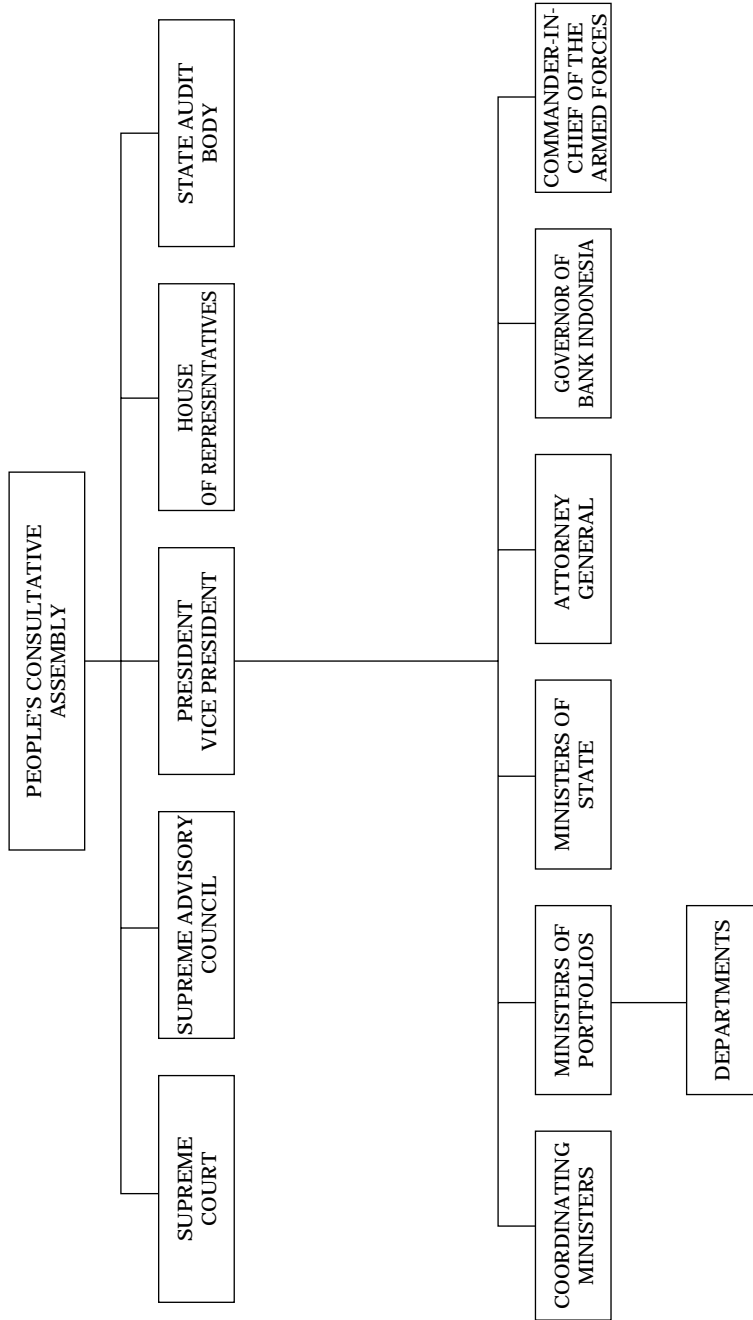 PEOPLE'S CONSULTATIVE
ASSEMBLY
SUPREME
COURT
SUPREME ADVISORY
COUNCIL
PRESIDENT
VICE PRESIDENT
HOUSE
OF REPRESENTATIVES
STATE AUDIT
BODY
COORDINATING
MINISTERS
MINISTERS OF
PORTFOLIOS
MINISTERS OF
STATE
ATTORNEY
GENERAL
GOVERNOR OF
BANK INDONESIA
COMMANDER-IN-
CHIEF OF THE
ARMED FORCES
DEPARTMENTS